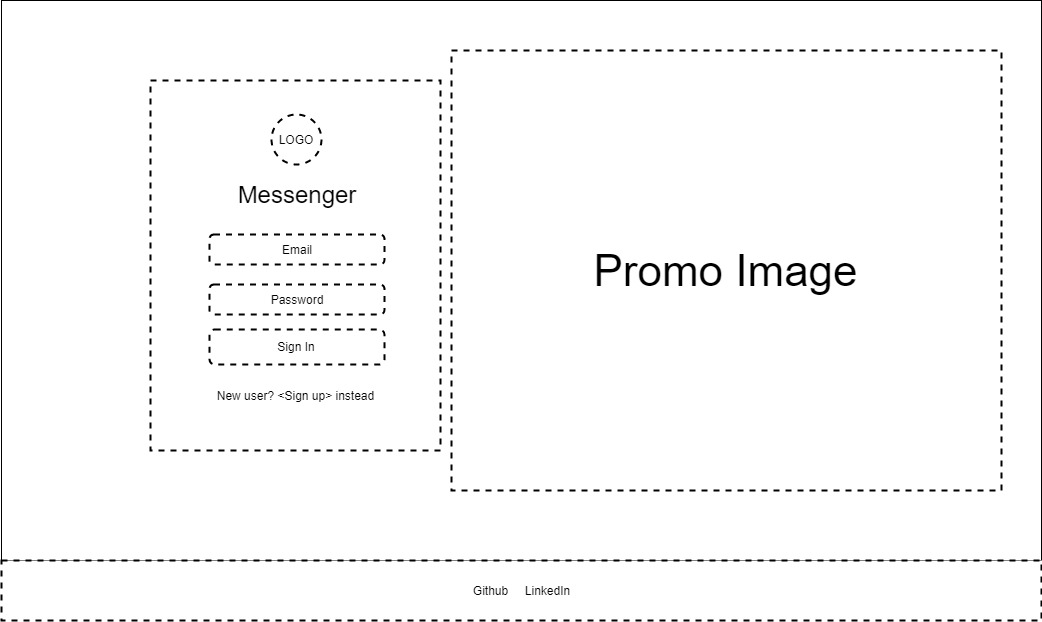 LOGO
Messenger
Email
Password
Sign In
New user? <Sign up> instead
Promo Image
Github LinkedIn